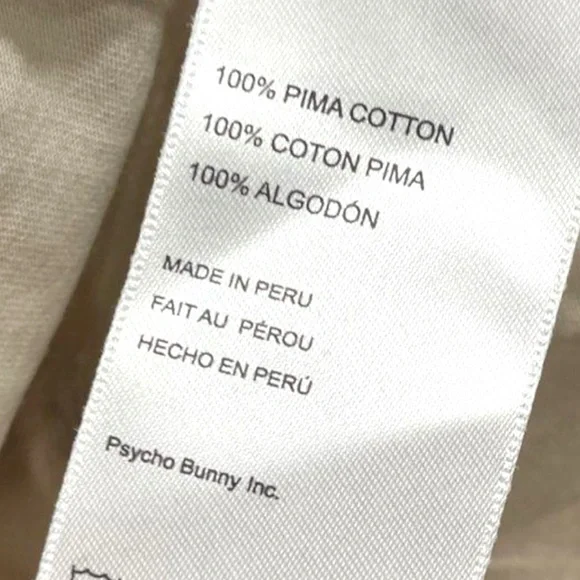 100% PIMA COTTON
100% COTON PIMA
100% ALGODÓN
MADE IN PERU
FAIT AU PÉROU
HECHO EN PERÚ
Psycho Bunny Inc.